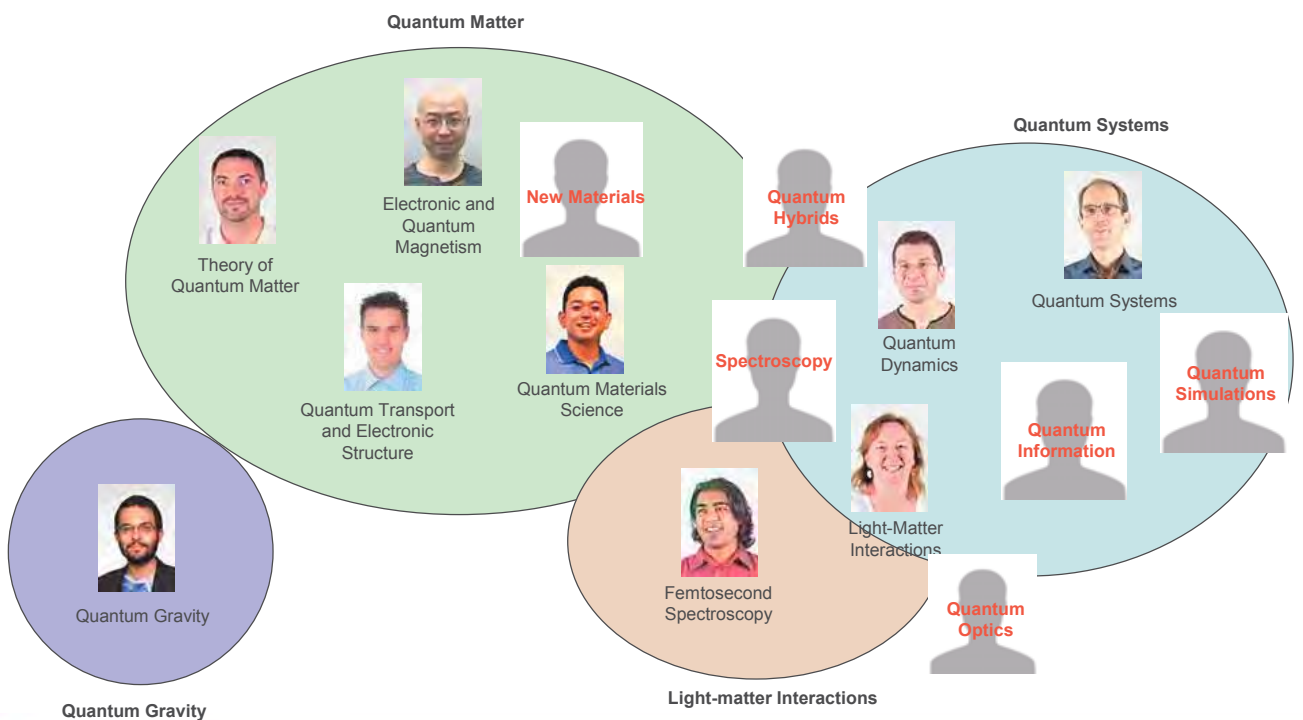 Quantum Matter
Quantum Systems
New Materials
Quantum
Hybrids
Electronic and
Quantum
Magnetism
Theory of
Quantum Matter
Quantum Systems
Quantum
Dynamics
Spectroscopy
Quantum
Simulations
Quantum Materials
Science
Quantum Transport
and Electronic
Structure
Quantum
Information
Light-Matter
Interactions
Femtosecond
Spectroscopy
Quantum Gravity
Quantum
Optics
Light-matter Interactions
Quantum Gravity